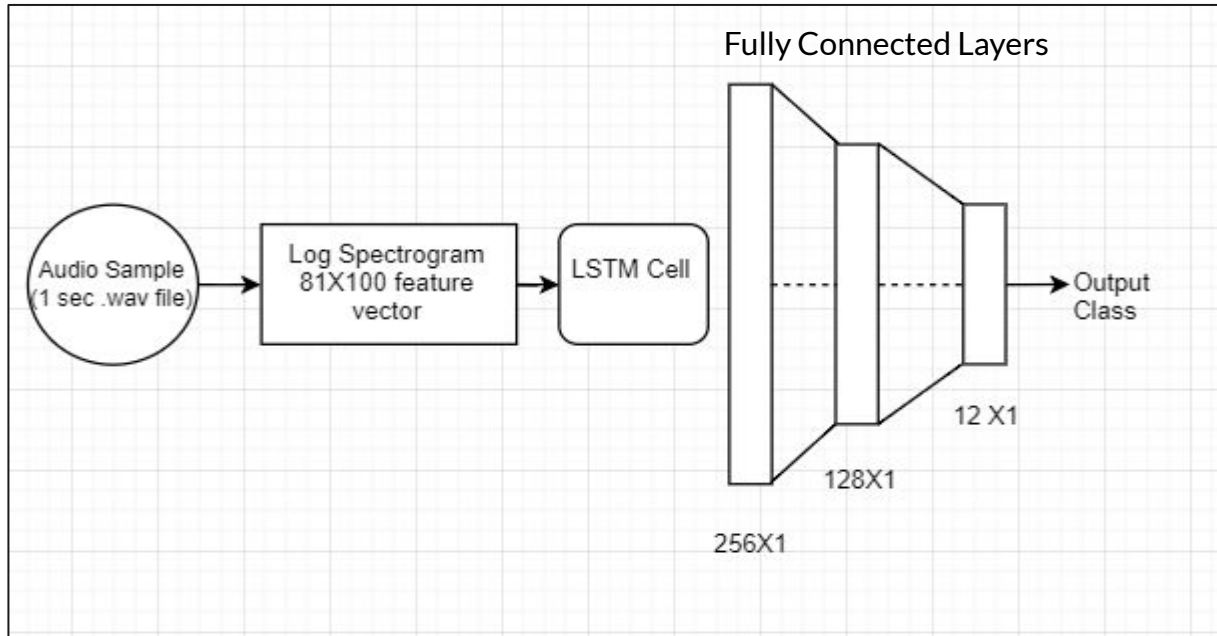 Fully Connected Layers
Audio Sample
(1 sec .wav file)
Log Spectrogram
81X100 feature
vector
LSTM Cell
Output
Class
12 X1
128X1
256X1